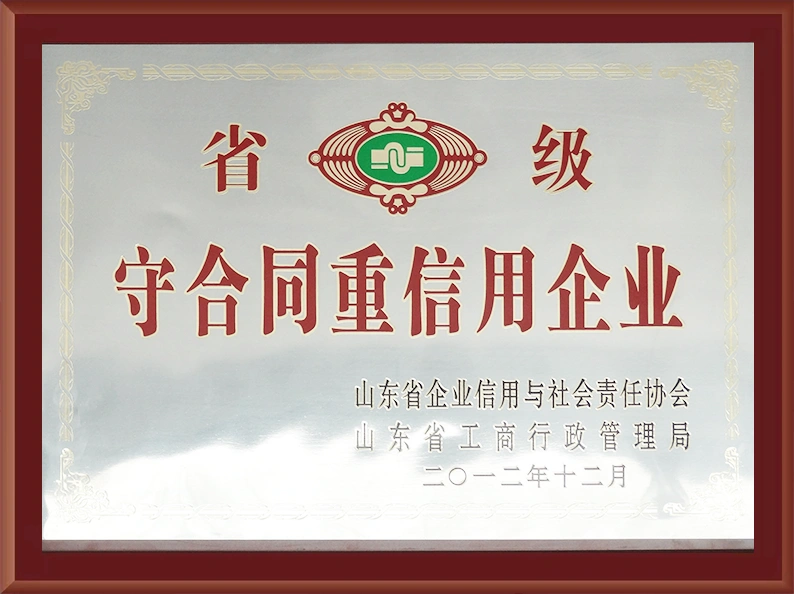 省 级
守合同重信用企业
山东省企业信用与社会责任协会
山东省工商行政管理局
二〇一二年十二月